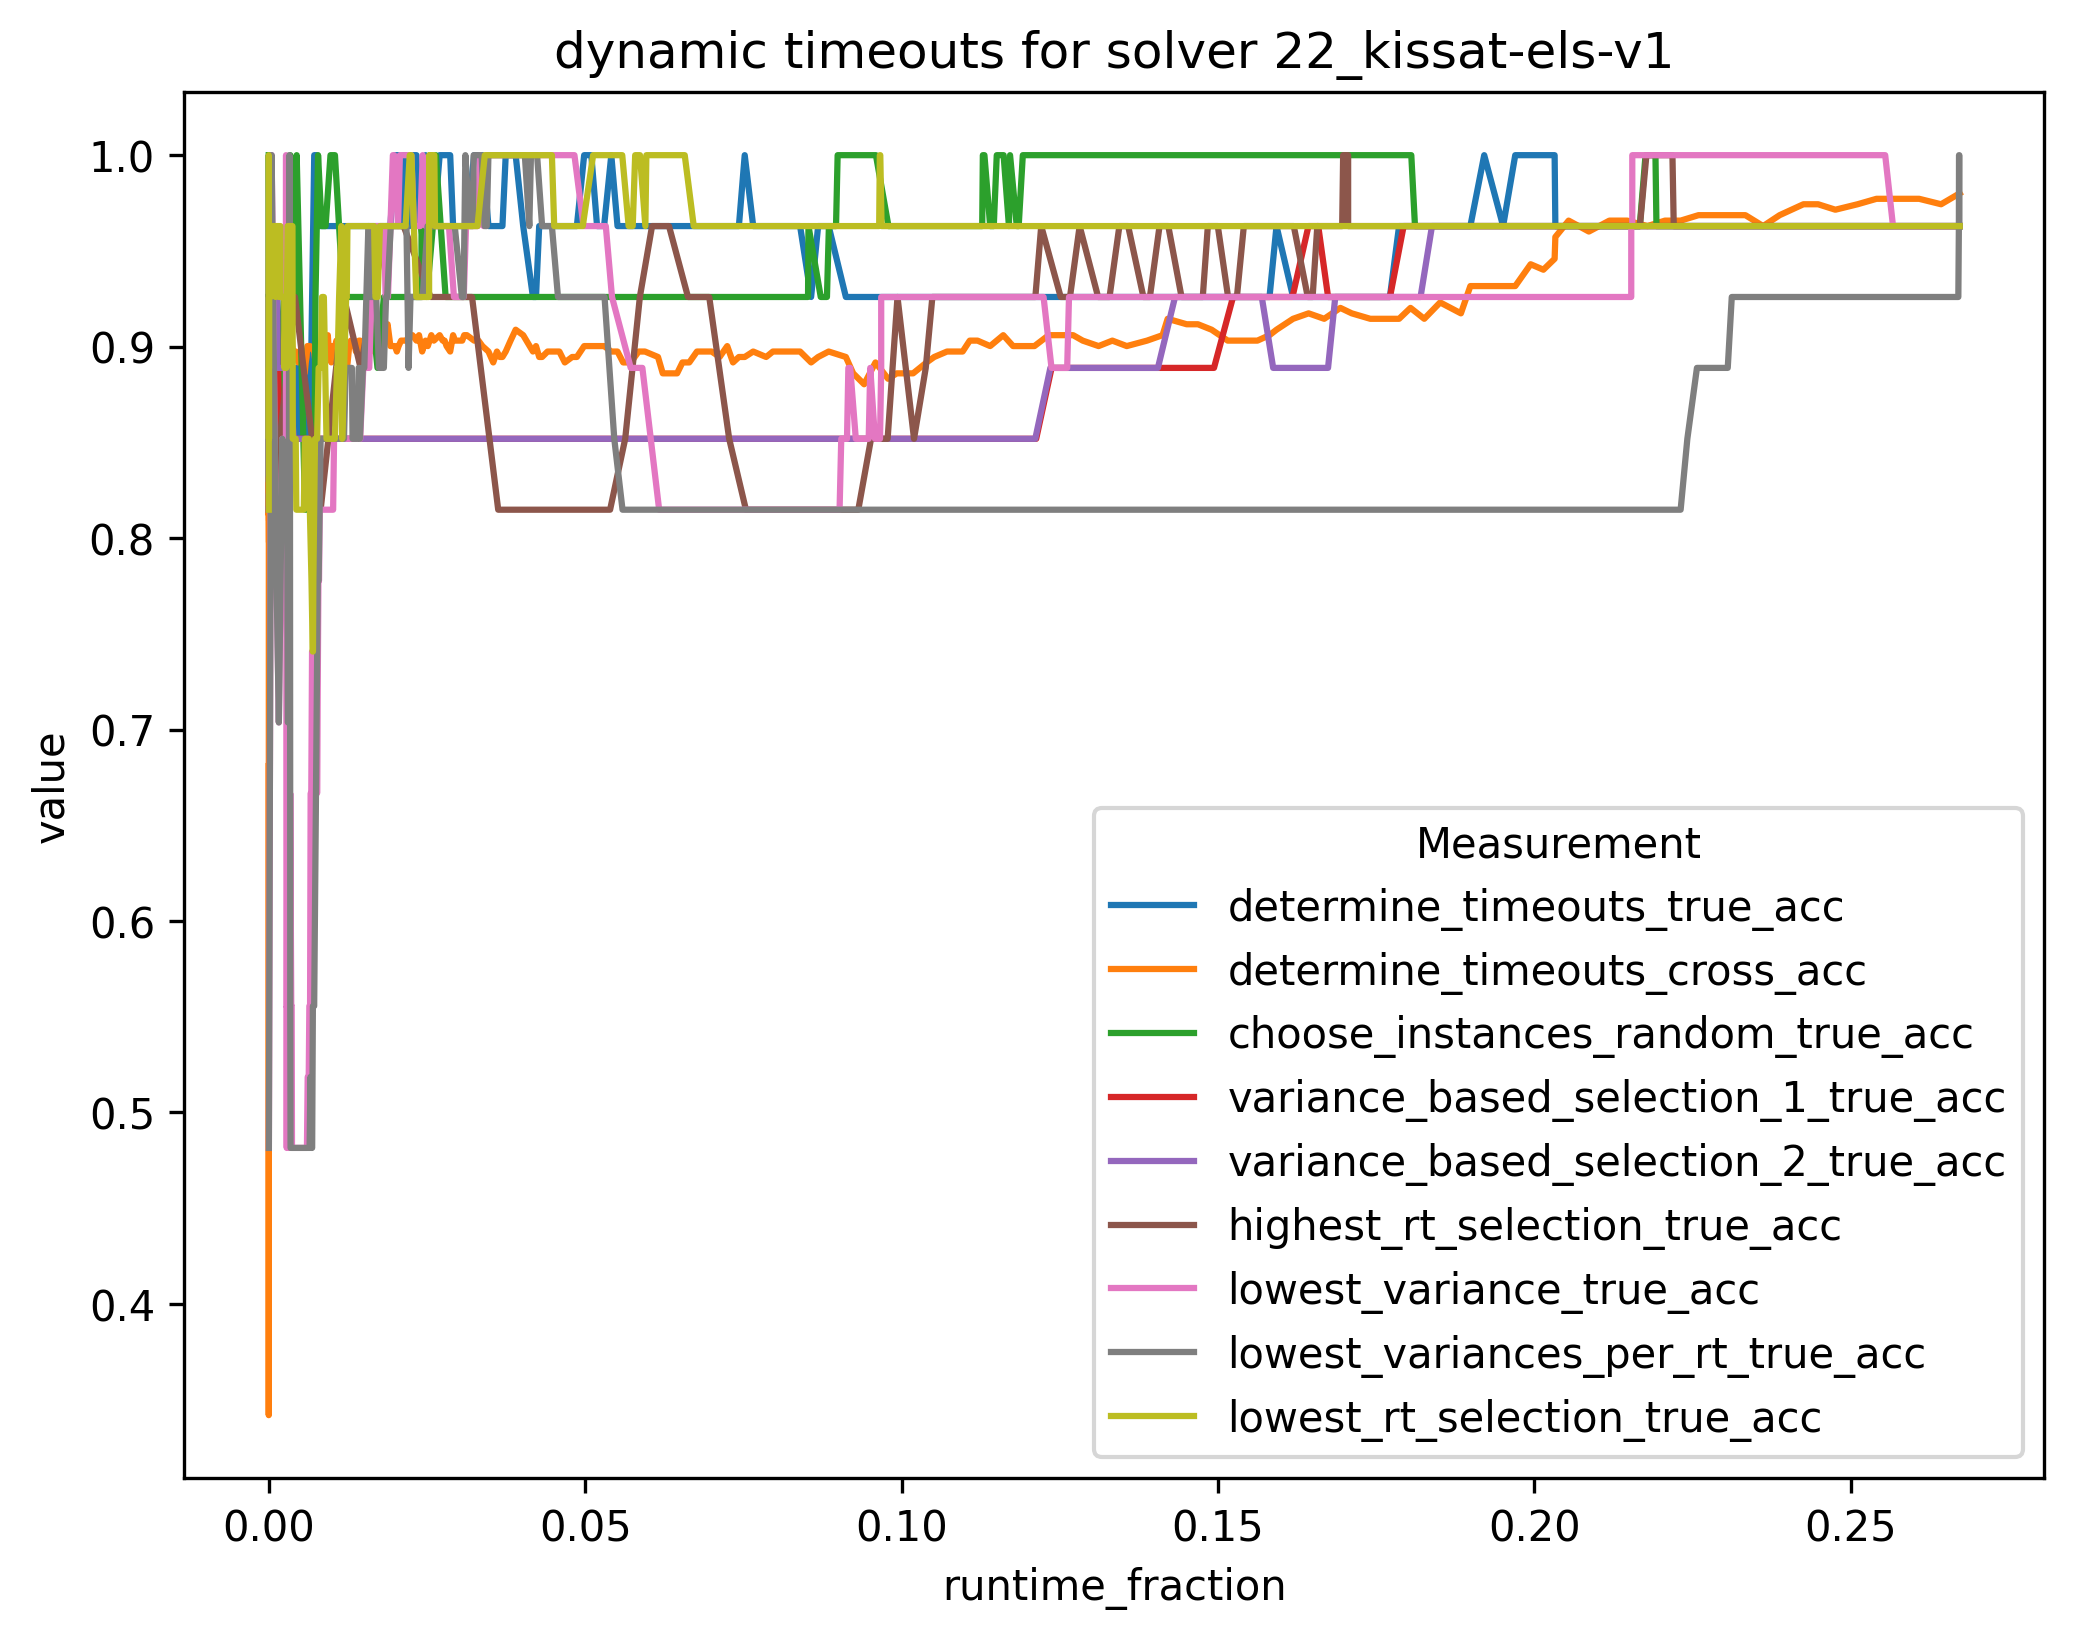 dynamic timeouts for solver 22_kissat-els-v1
1.0
0.9
0.8
0.7
0.6
0.5
0.4
value
Measurement
determine_timeouts_true_acc
determine_timeouts_cross_acc
choose_instances_random_true_acc
variance_based_selection_1_true_acc
variance_based_selection_2_true_acc
highest_rt_selection_true_acc
lowest_variance_true_acc
lowest_variances_per_rt_true_acc
lowest_rt_selection_true_acc
0.00 0.05 0.10 0.15 0.20 0.25
runtime_fraction